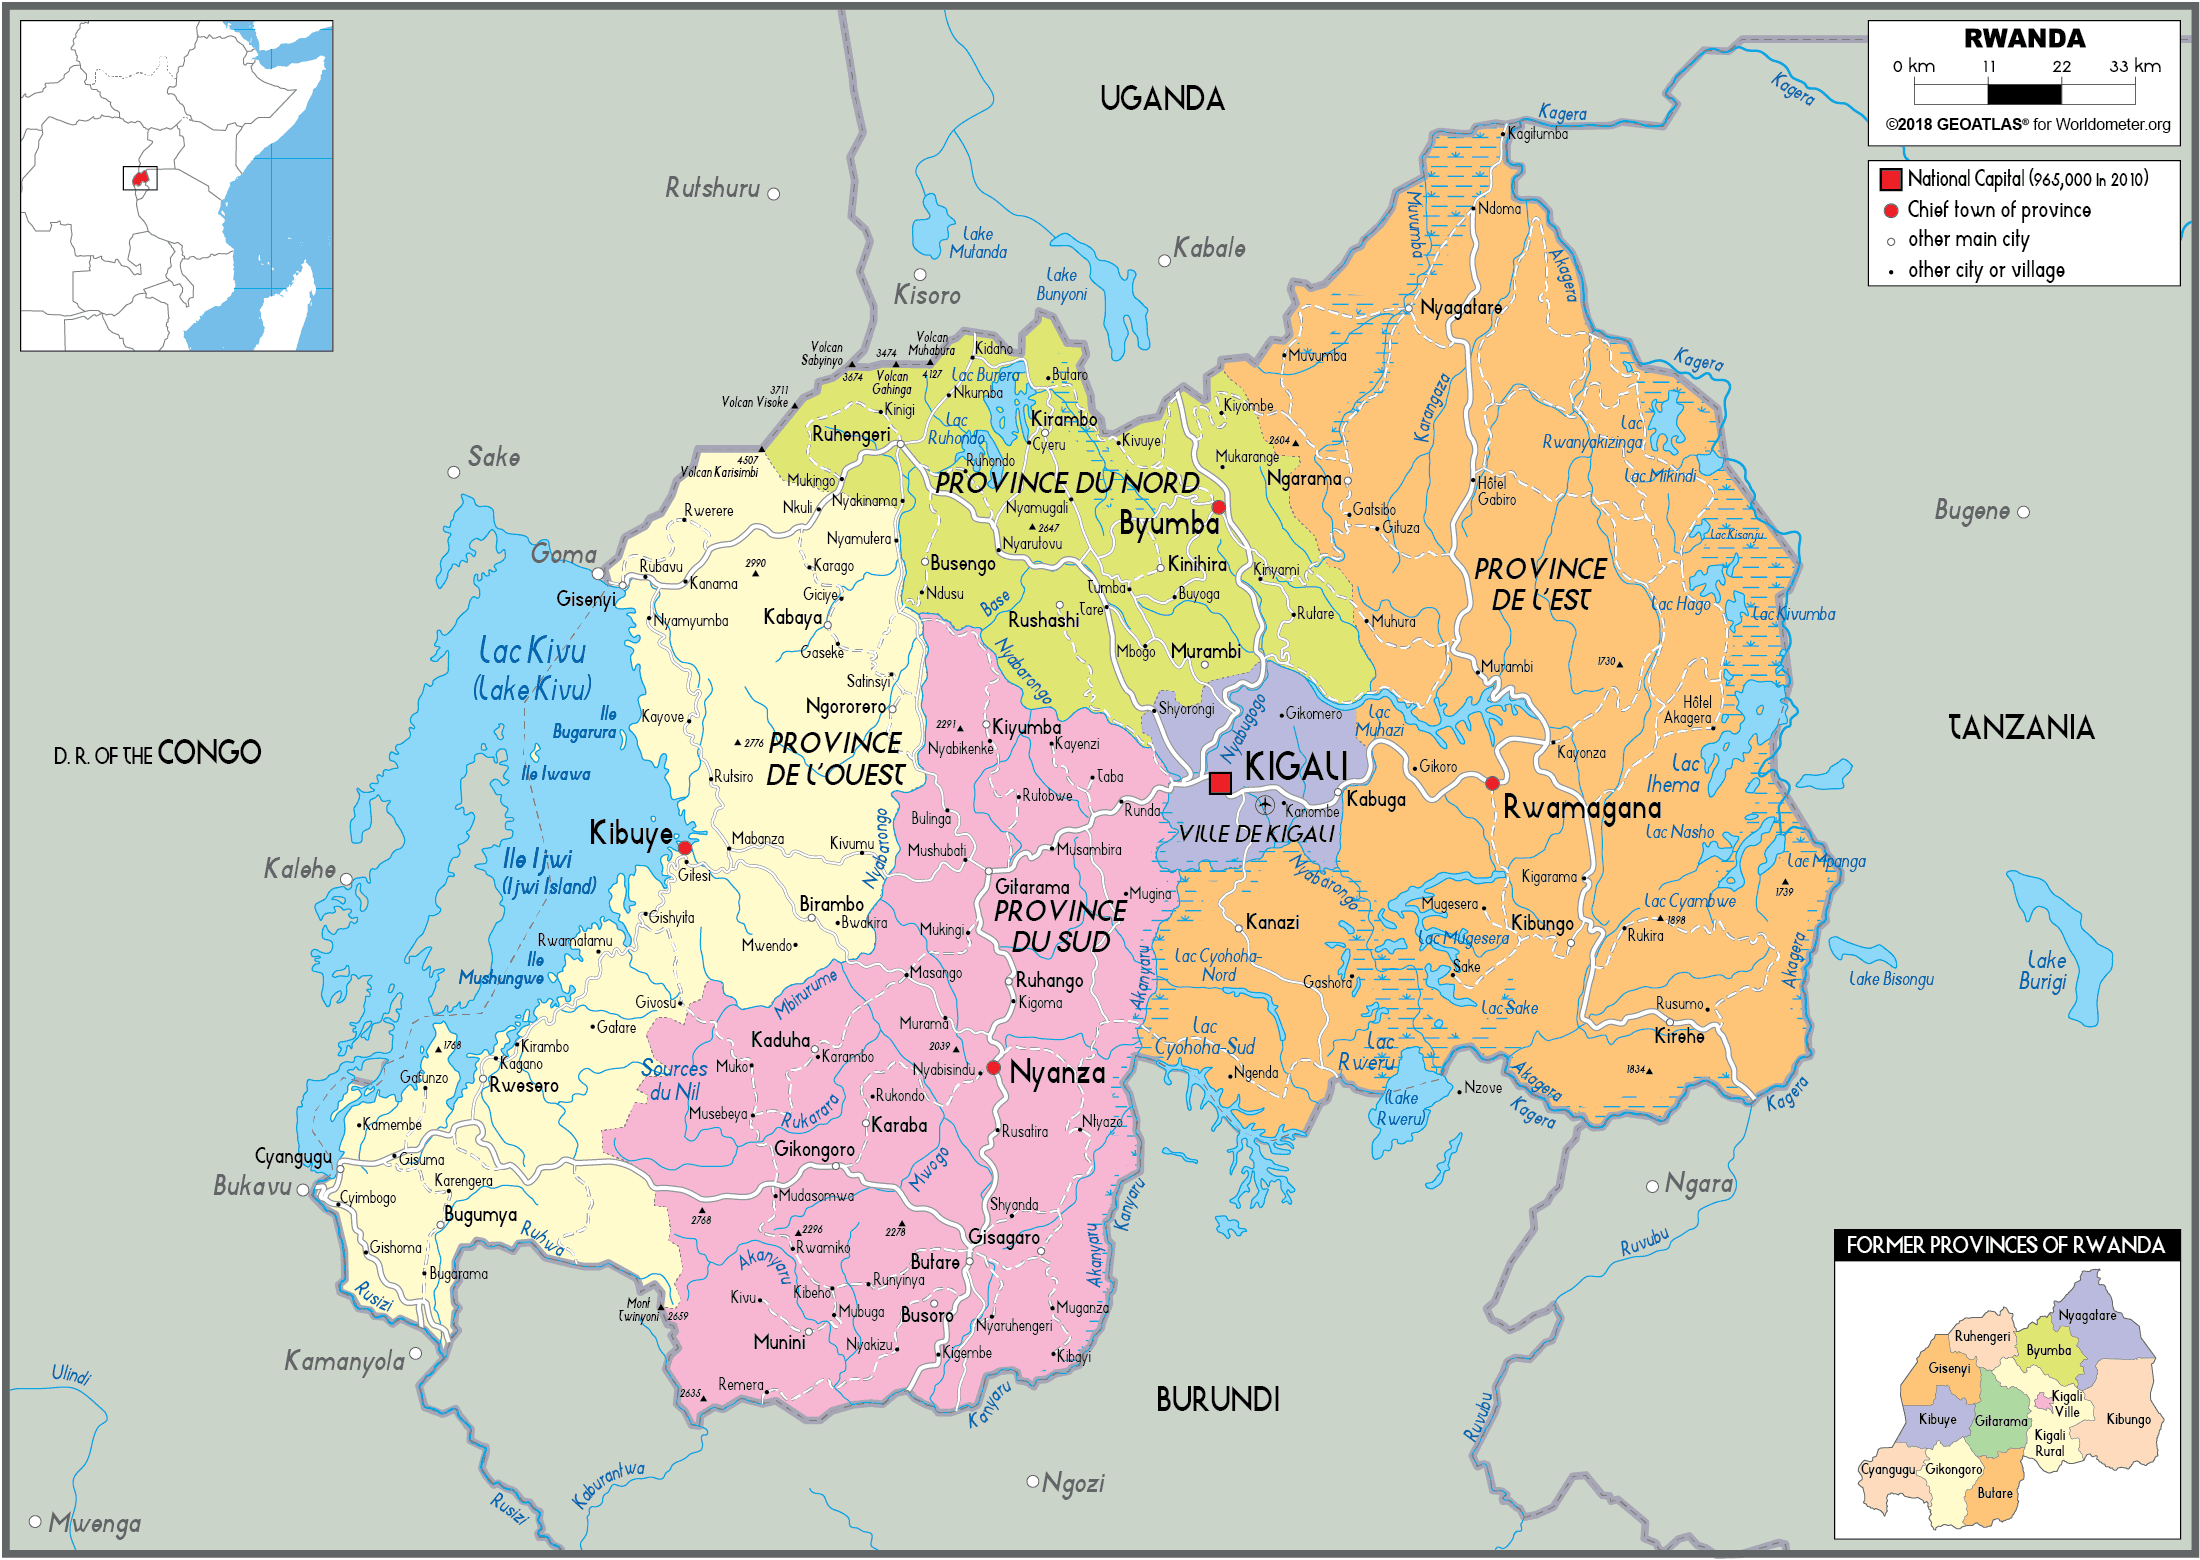 RWANDA
0 km 11 22 33 km
©2018 GEOATLAS® for Worldometer.org
National Capital (965,000 In 2010)
Chief town of province
other main city
other city or village
UGANDA
Kagera
Kagera
Kagitumba
Rutshuru
Ndoma
Muvumba
Lake
Mutanda
Kabale
Kisoro
Lake
Bunyoni
Akagera
Nyagatare
Volcan
Sabyinyo
3474
Volcan
Muhabura
Kidaho
3674
Volcan
Gahinga
4127
Lac Burera
Butaro
Muvumba
Kagera
3711
Volcan Visoke
Nkumba
Kinigi
Kiyombe
Karangaza
Lac
Ruhondo
Kirambo
Ruhengeri
Cyeru
Kivuye
2604
Lac
Rwanyakizinga
Sake
4507
Volcan Karisimbi
Ruhondo
Mukarange
Mukingo
PROVINCE DU NORD
Ngarama
Hôtel
Gabiro
Lac Mikindi
Nkuli
Nyakinama
Nyamugali
Rwerere
Byumba
Gatsibo
Gituza
Bugene
2647
Nyamutera
Nyarutovu
Lac Kisanju
Goma
Rubavu
2990
Karago
Busengo
Kinihira
Kinyami
PROVINCE
DE L'EST
Kanama
Gisenyi
Giciye
Ndusu
Base
Tumba
Buyoga
Tare
Rutare
Lac Hago
Lac Kivumba
Nyamyumba
Kabaya
Rushashi
Muhura
Lac Kivu
(Lake Kivu)
Gaseke
Nyabarongo
Mbogo
Murambi
Murambi
1730
Satinsyi
Ngororero
Ile
Bugarura
Kayove
Shyorongi
Nyabugogo
Gikomero
Lac
Muhazi
Hôtel
Akagera
TANZANIA
D. R. OF THE CONGO
2776
PROVINCE
DE L'OUEST
2291
Kiyumba
Nyabikenke
Kayenzi
Kayonza
Ile Iwawa
Rutsiro
Taba
KIGALI
Gikoro
Lac
Ihema
Rutobwe
Runda
Kanombe
Kabuga
Rwamagana
Bulinga
Kibuye
Mabanza
Kivumu
Nyabarongo
VILLE DE KIGALI
Lac Nasho
Mushubati
Musambira
Lac Mpanga
Ile Ijwi
(Ijwi Island)
Gitesi
Kalehe
Gitarama
Nyabarongo
Kigarama
1739
Mugina
PROVINCE
DU SUD
Birambo
Gishyita
Bwakira
Mugesera
Lac Cyambwe
1898
Kanazi
Kibungo
Rukira
Mukingi
Rwamatamu
Mwendo
Lac Mugesera
Ile
Mushungwe
Lac Cyohoha-
Nord
Sake
Akagera
Lake Bisongu
Lake
Burigi
Masango
Ruhango
Akanyaru
Gashora
Mbirurume
Givosu
Kigoma
Lac Sake
Rusumo
Gatare
Murama
Lac
Cyohoha-Sud
Kirehe
Kaduha
2039
Lac
Rweru
1768
Kirambo
Kagano
Karambo
Muko
Sources
du Nil
Nyabisindu
Nyanza
Ngenda
1834
Gafunzo
Rwesero
Rukondo
Akagera
Kagera
Nzove
Kagera
(Lake
Rweru)
Musebeya
Rukarara
Karaba
Kamembe
Rusatira
Ntyazo
Cyangugu
Gisuma
Gikongoro
Mwogo
Bukavu
Karengera
Cyimbogo
Mudasomwa
Kanyaru
Ngara
Shyanda
Bugumya
2768
2296
2278
Gisagaro
Ruhwa
Gishoma
Rwamiko
Butare
Akanyaru
Ruvubu
FORMER PROVINCES OF RWANDA
Akanyaru
Bugarama
Runyinya
Kibeho
Kivu
Rusizi
Mont
Twinyoni
2659
Mubuga
Busoro
Muganza
Nyaruhengeri
Nyagatare
Munini
Nyakizu
Ruhengeri
Byumba
Kamanyola
Kigembe
Kibayi
Gisenyi
Ulindi
Remera
2635
BURUNDI
Kanyaru
Ruvubu
Kigali
Ville
Kibuye
Gitarama
Kibungo
Kigali
Rural
Cyangugu
Gikongoro
Butare
Kaburantwa
Ngozi
Rusizi
Mwenga